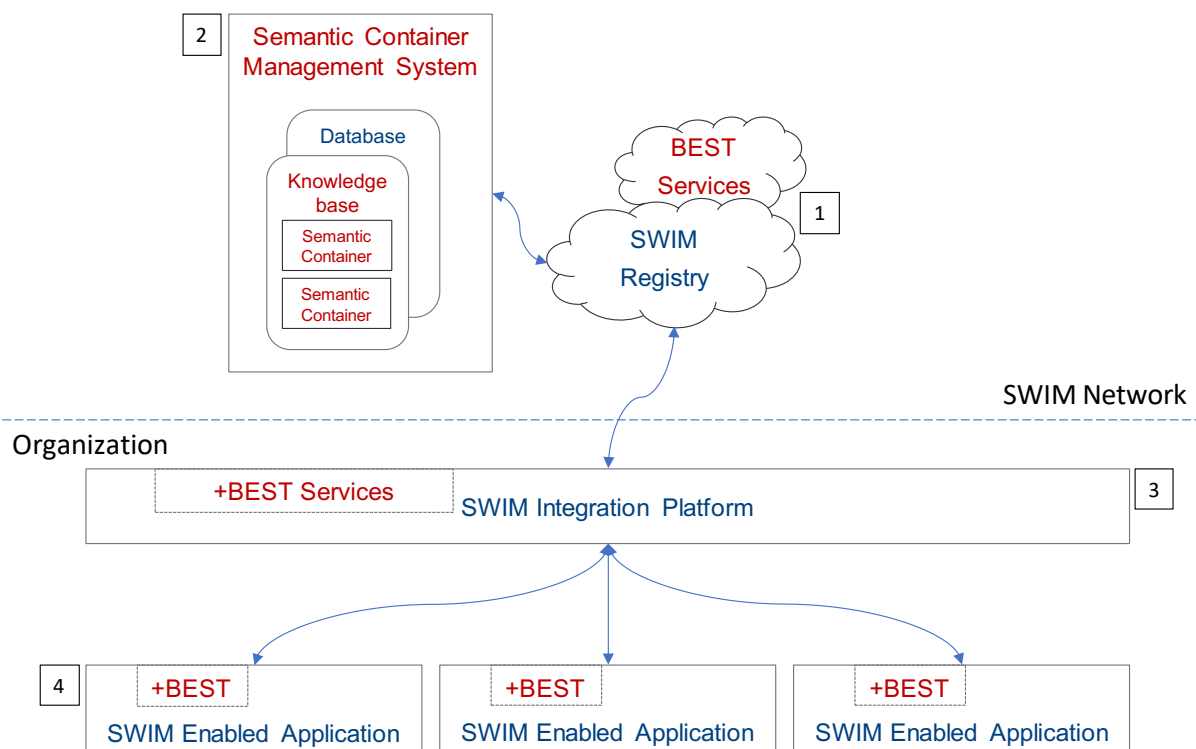 2
Semantic Container
Management System
Database
Knowledge
base
Semantic
Container
Semantic
Container
BEST
Services
1
SWIM
Registry
SWIM Network
Organization
+BEST Services
SWIM Integration Platform
3
4
+BEST
SWIM Enabled Application
+BEST
SWIM Enabled Application
+BEST
SWIM Enabled Application